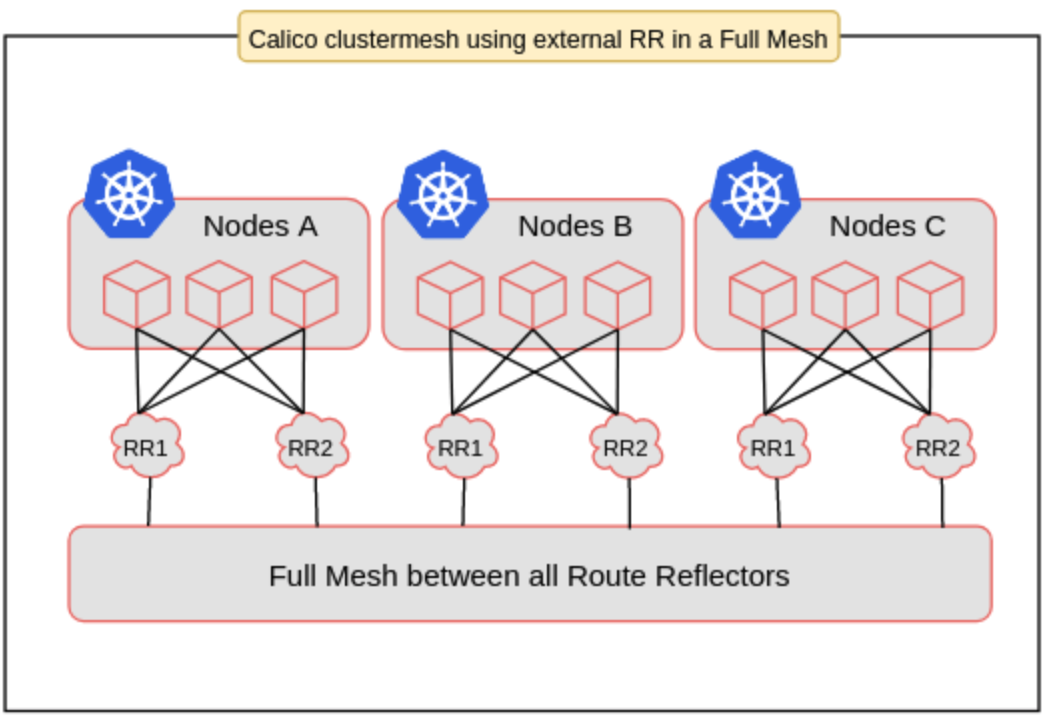 Calico clustermesh using external RR in a Full Mesh
Nodes A
Nodes B
Nodes C
RR1
RR2
RR1
RR2
RR1
RR2
Full Mesh between all Route Reflectors